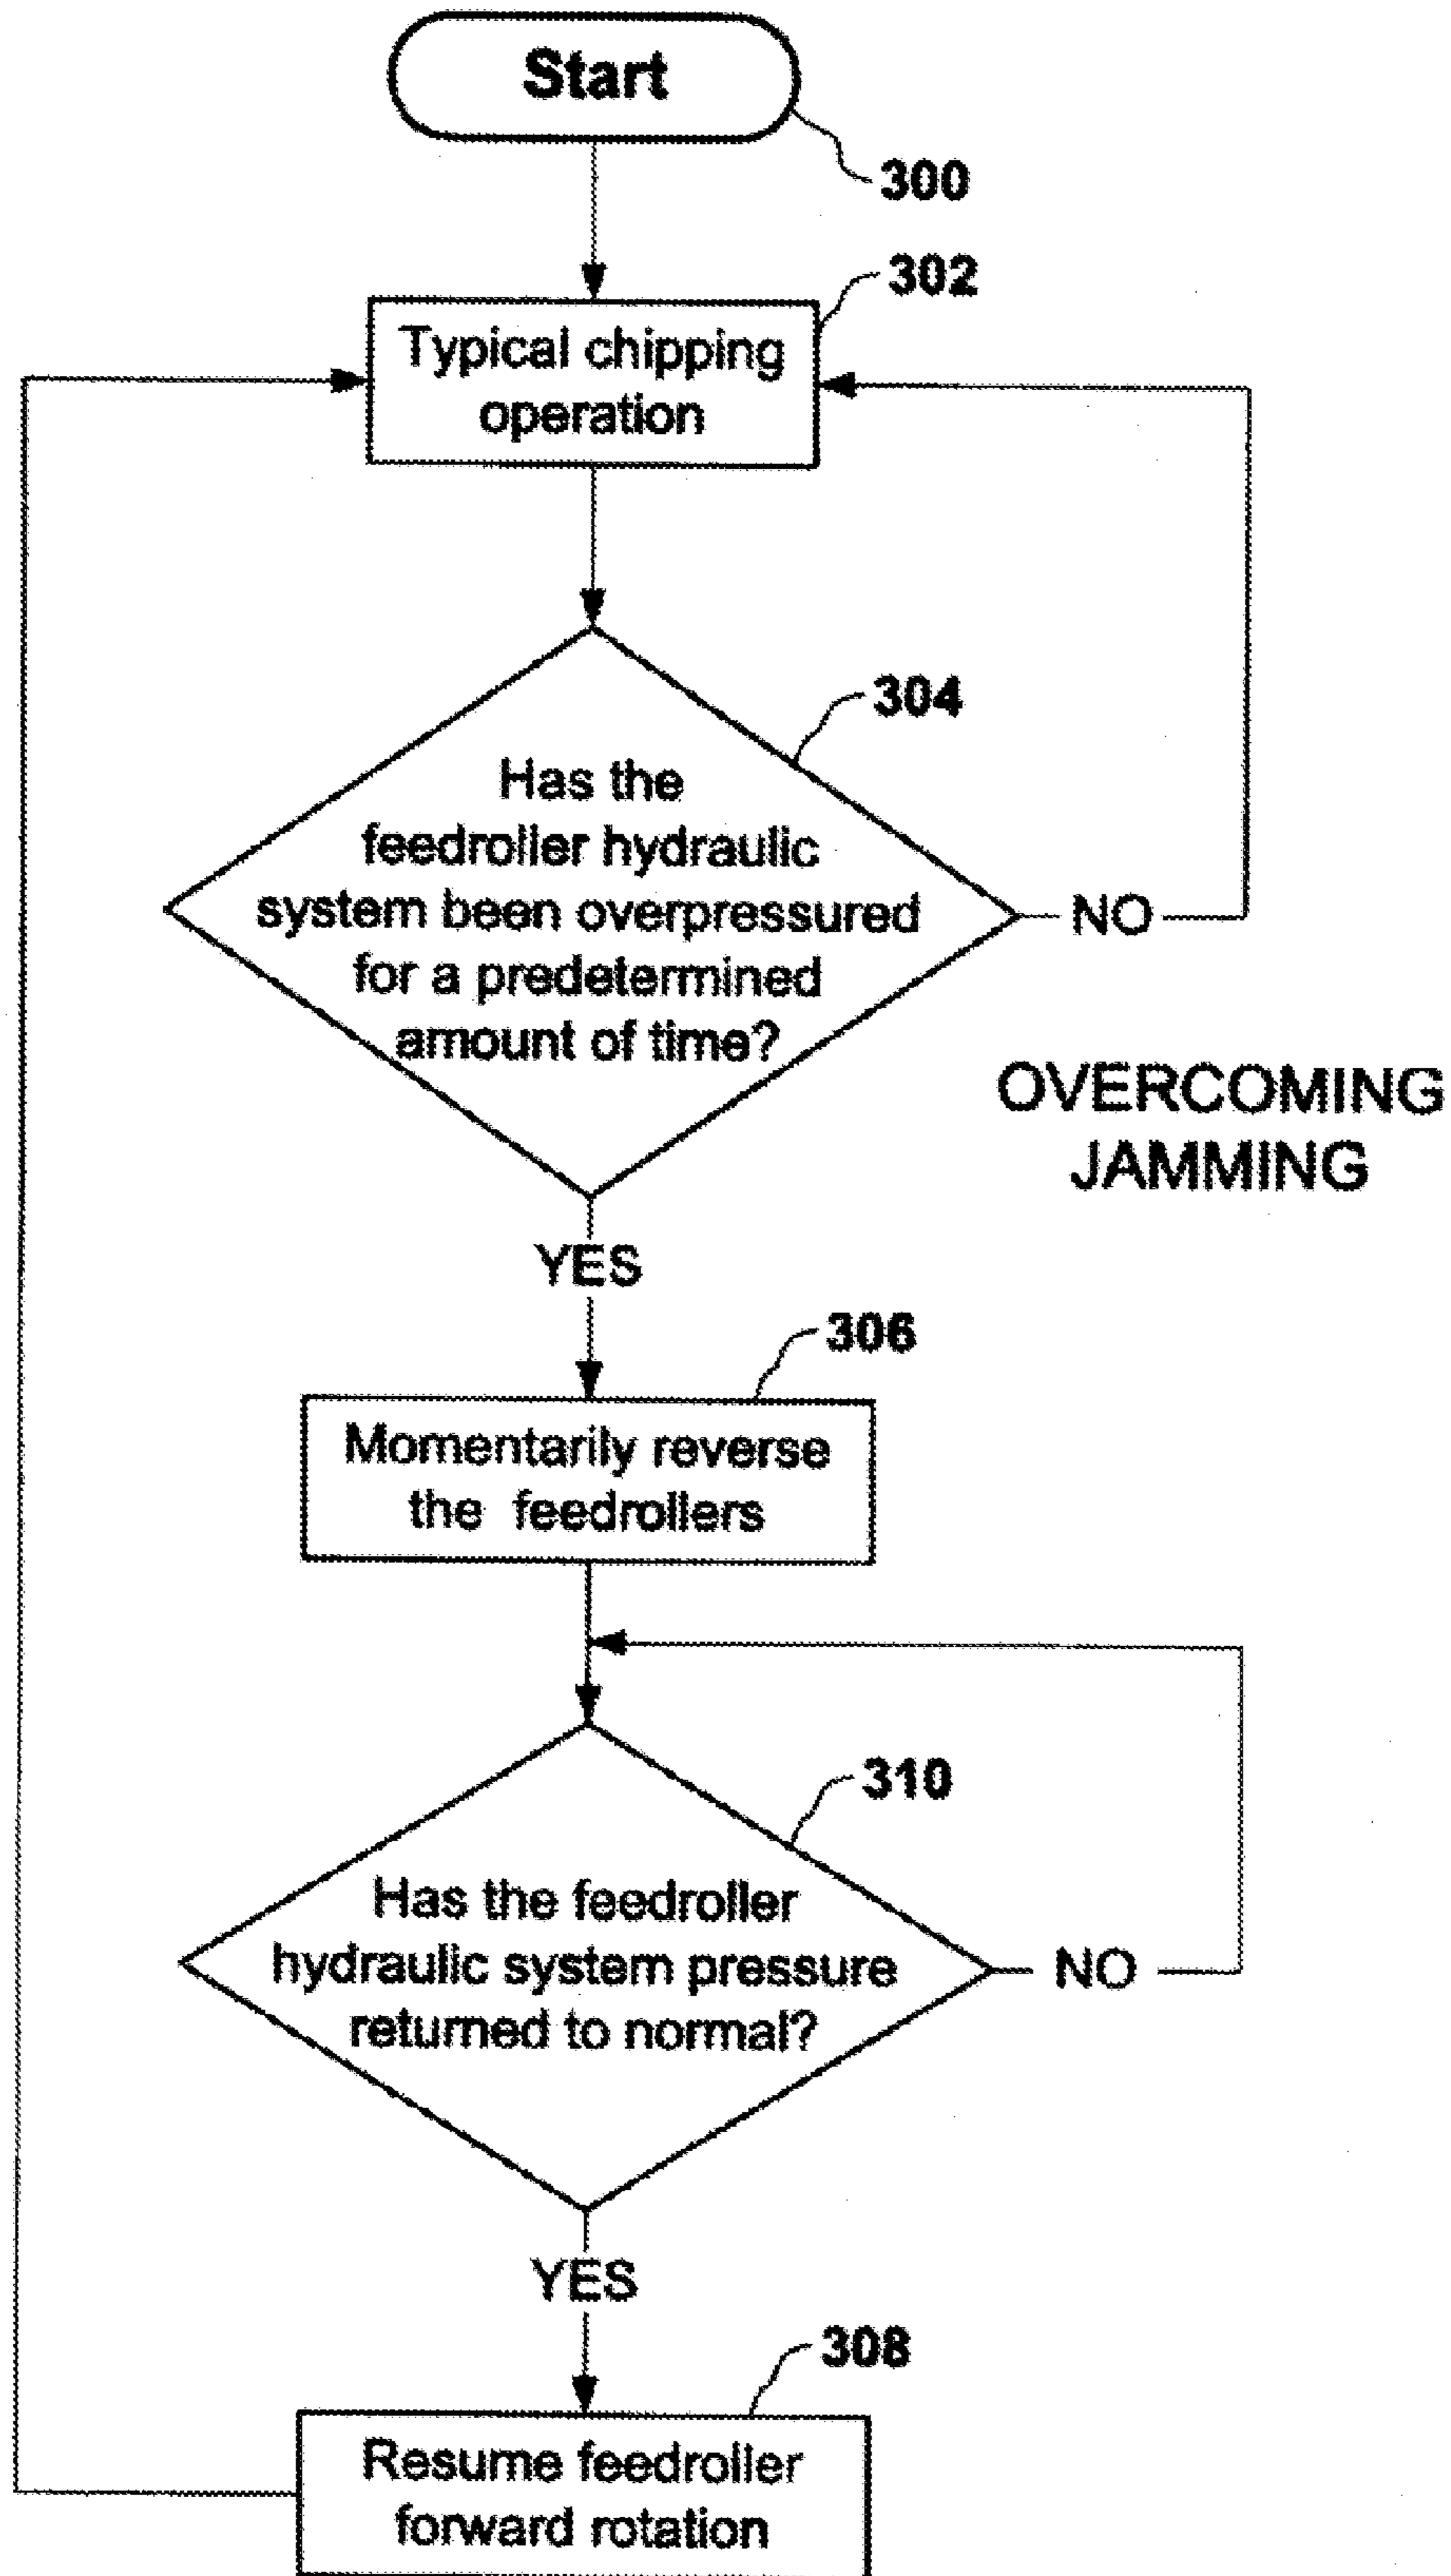 Start
300
302
Typical chipping
operation
304
Has the
feedroller hydraulic
system been overpressured
for a predetermined
amount of time?
NO
OVERCOMING
JAMMING
YES
306
Momentarily reverse
the feedrollers
310
Has the feedroller
hydraulic system pressure
returned to normal?
NO
YES
308
Resume feedroller
forward rotation